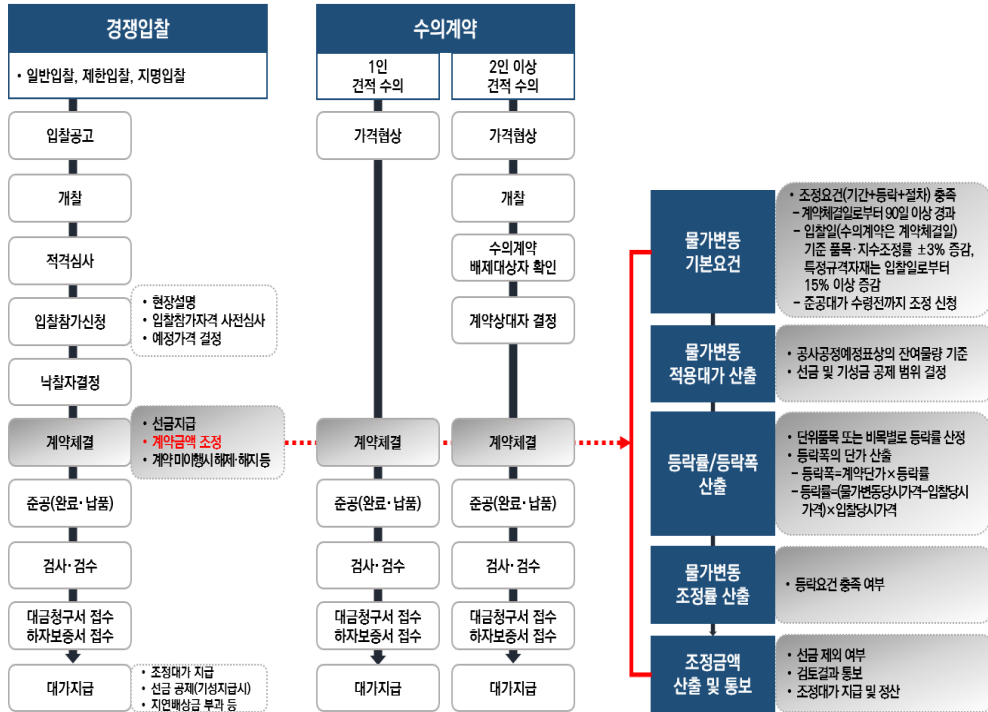 경쟁입찰
• 일반입찰, 제한입찰, 지명입찰
입찰공고
개찰
적격심사
입찰참가신청
• 현장설명
• 입찰참가자격 사전심사
• 예정가격 결정
낙찰자결정
계약체결
• 선금지급
• 계약금액 조정
• 계약 미이행시 해제·해지 등
준공(완료·납품)
검사·검수
대금청구서 접수
하자보증서 접수
대가지급
• 조정대가 지급
• 선금 공제(기성지급시)
• 지연배상금 부과 등
수의계약
1인
견적 수의
가격협상
계약체결
준공(완료·납품)
검사·검수
대금청구서 접수
하자보증서 접수
대가지급
2인 이상
견적 수의
가격협상
개찰
수의계약
배제대상자 확인
계약상대자 결정
계약체결
준공(완료·납품)
검사·검수
대금청구서 접수
하자보증서 접수
대가지급
물가변동
기본요건
• 조정요건(기간+등락+절차) 충족
– 계약체결일로부터 90일 이상 경과
– 입찰일(수의계약은 계약체결일)
기준 품목·지수조정률 ±3% 증감,
특정규격자재는 입찰일로부터
15% 이상 증감
– 준공대가 수령전까지 조정 신청
물가변동
적용대가 산출
• 공사공정예정표상의 잔여물량 기준
• 선금 및 기성금 공제 범위 결정
등락률/등락폭
산출
• 단위품목 또는 비목별로 등락률 산정
• 등락폭의 단가 산출
– 등락폭=계약단가×등락률
– 등락률=(물가변동당시가격–입찰당시
가격)×입찰당시가격
물가변동
조정률 산출
• 등락요건 충족 여부
조정금액
산출 및 통보
• 선금 제외 여부
• 검토결과 통보
• 조정대가 지급 및 정산